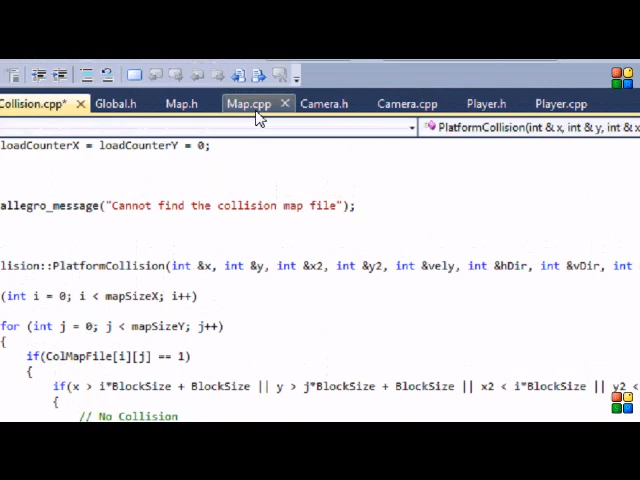 Collision.cpp* Global.h Map.h Map.cpp Camera.h Camera.cpp Player.h Player.cpp
PlatformCollision(int & x, int & y, int &
loadCounterX = loadCounterY = 0;
allegro_message("Cannot find the collision map file");
lision::PlatformCollision(int &x, int &y, int &x2, int &y2, int &vely, int &hDir, int &vDir, int
(int i = 0; i < mapSizeX; i++)
for (int j = 0; j < mapSizeY; j++)
{
if(ColMapFile[i][j] == 1)
{
if(x > i*BlockSize + BlockSize || y > j*BlockSize + BlockSize || x2 < i*BlockSize || y2 <
{
// No Collision